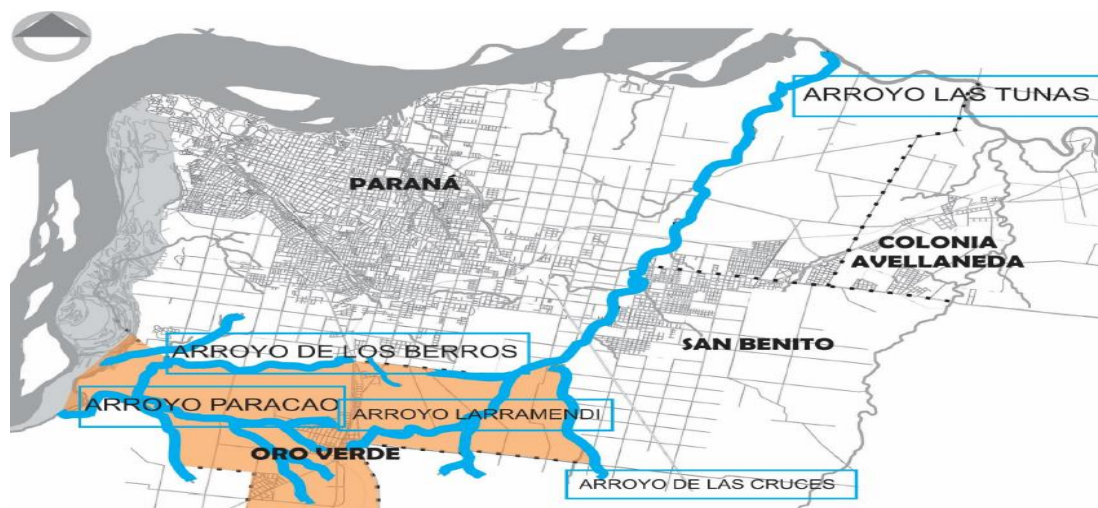 ARROYO LAS TUNAS
PARANÁ
COLONIA
AVELLANEDA
SAN BENITO
ARROYO DE LOS BERROS
ARROYO PARACAO
ARROYO LARRAMENDI
ORO VERDE
ARROYO DE LAS CRUCES